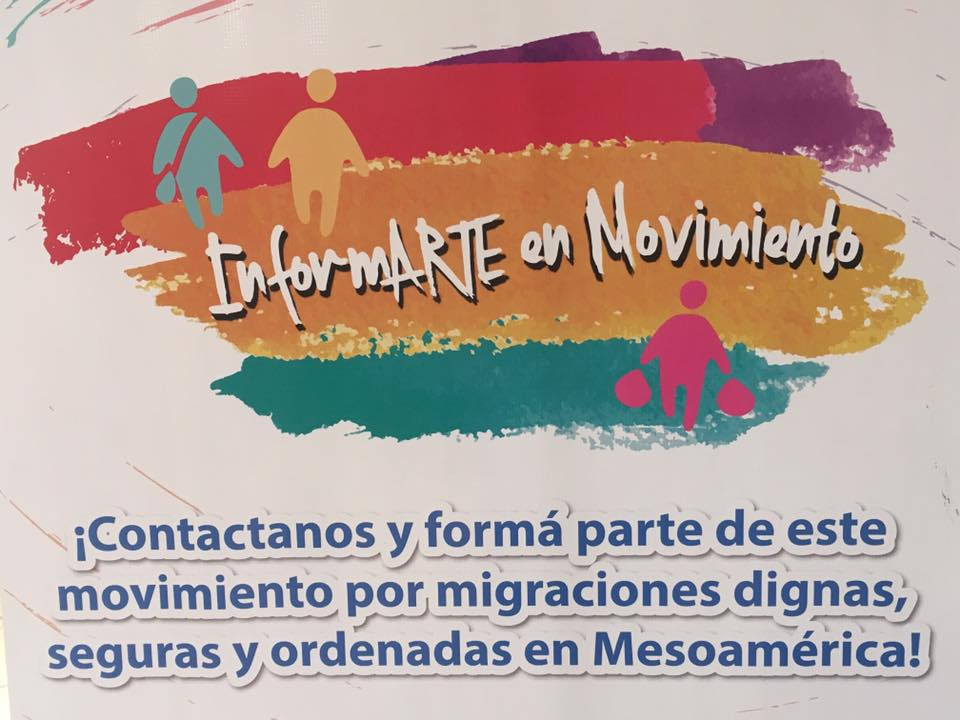 InformARTE en Movimiento
¡Contactanos y formá parte de este
movimiento por migraciones dignas,
seguras y ordenadas en Mesoamérica!